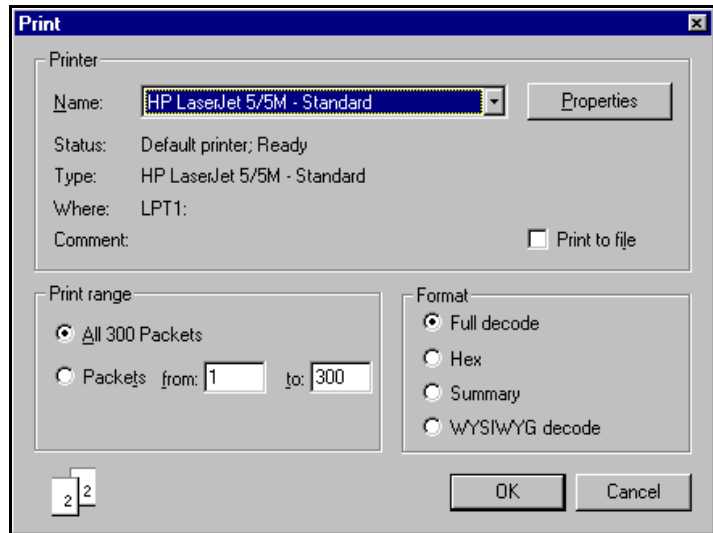 Print
Printer
Name: HP LaserJet 5/5M - Standard Properties
Status: Default printer; Ready
Type: HP LaserJet 5/5M - Standard
Where: LPT1:
Comment: Print to file
Print range
All 300 Packets
Packets from: 1 to: 300
Format
Full decode
Hex
Summary
WYSIWYG decode
2 2
OK Cancel